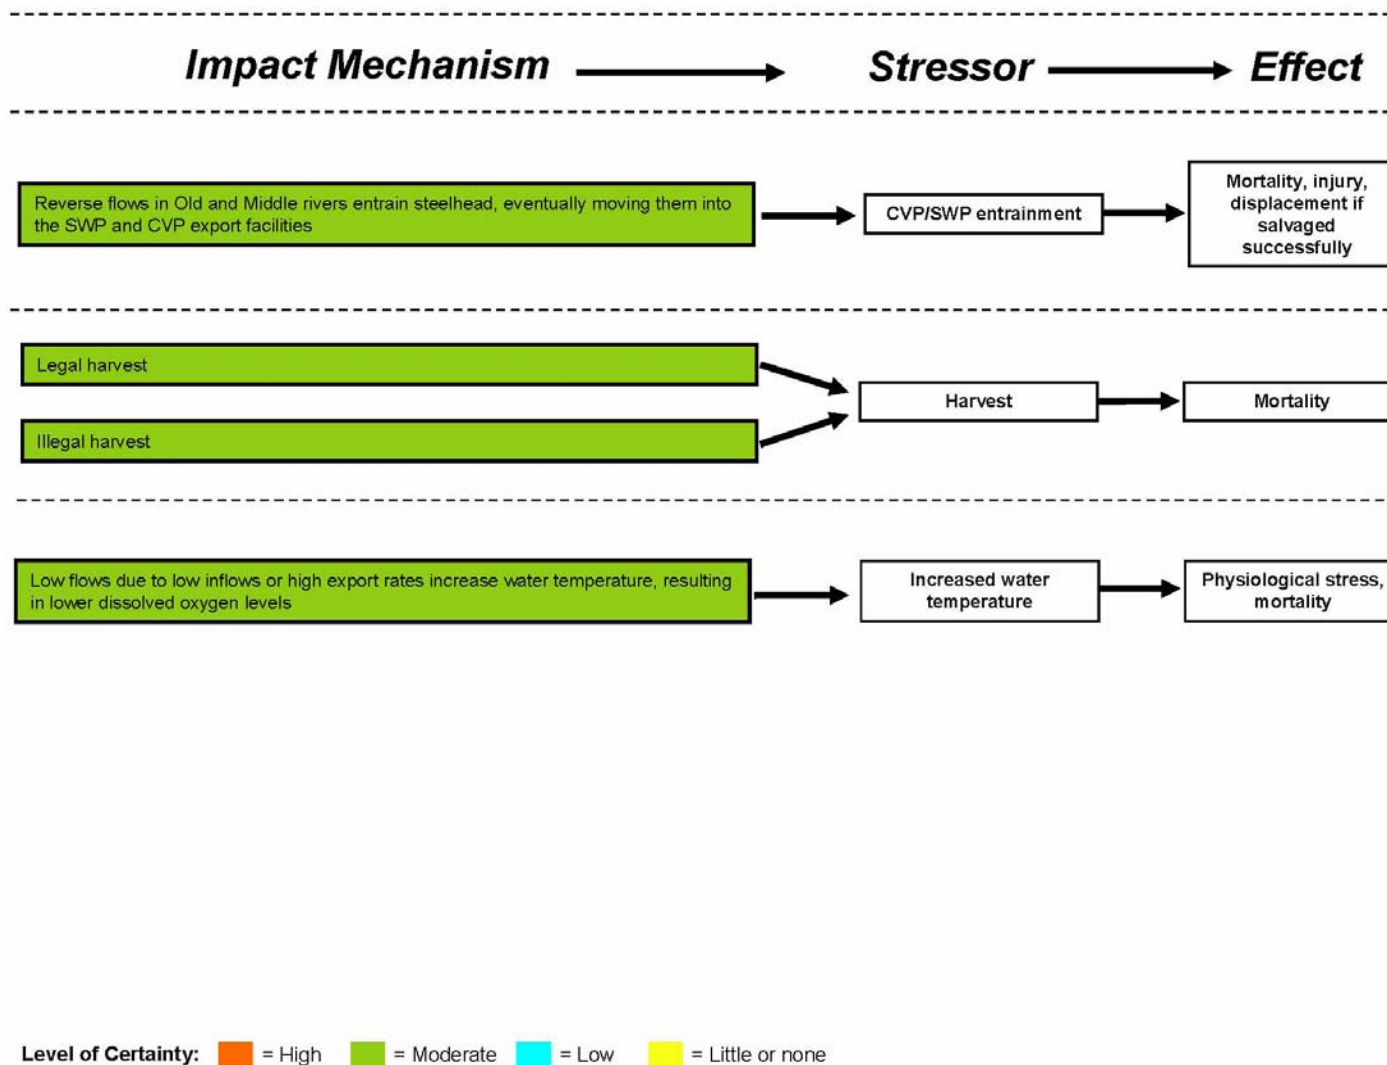 Impact Mechanism Stressor Effect
Reverse flows in Old and Middle rivers entrain steelhead, eventually moving them into
the SWP and CVP export facilities
CVP/SWP entrainment
Mortality, injury,
displacement if
salvaged
successfully
Legal harvest
Illegal harvest
Harvest
Mortality
Low flows due to low inflows or high export rates increase water temperature, resulting
in lower dissolved oxygen levels
Increased water
temperature
Physiological stress,
mortality
Level of Certainty: = High = Moderate = Low = Little or none